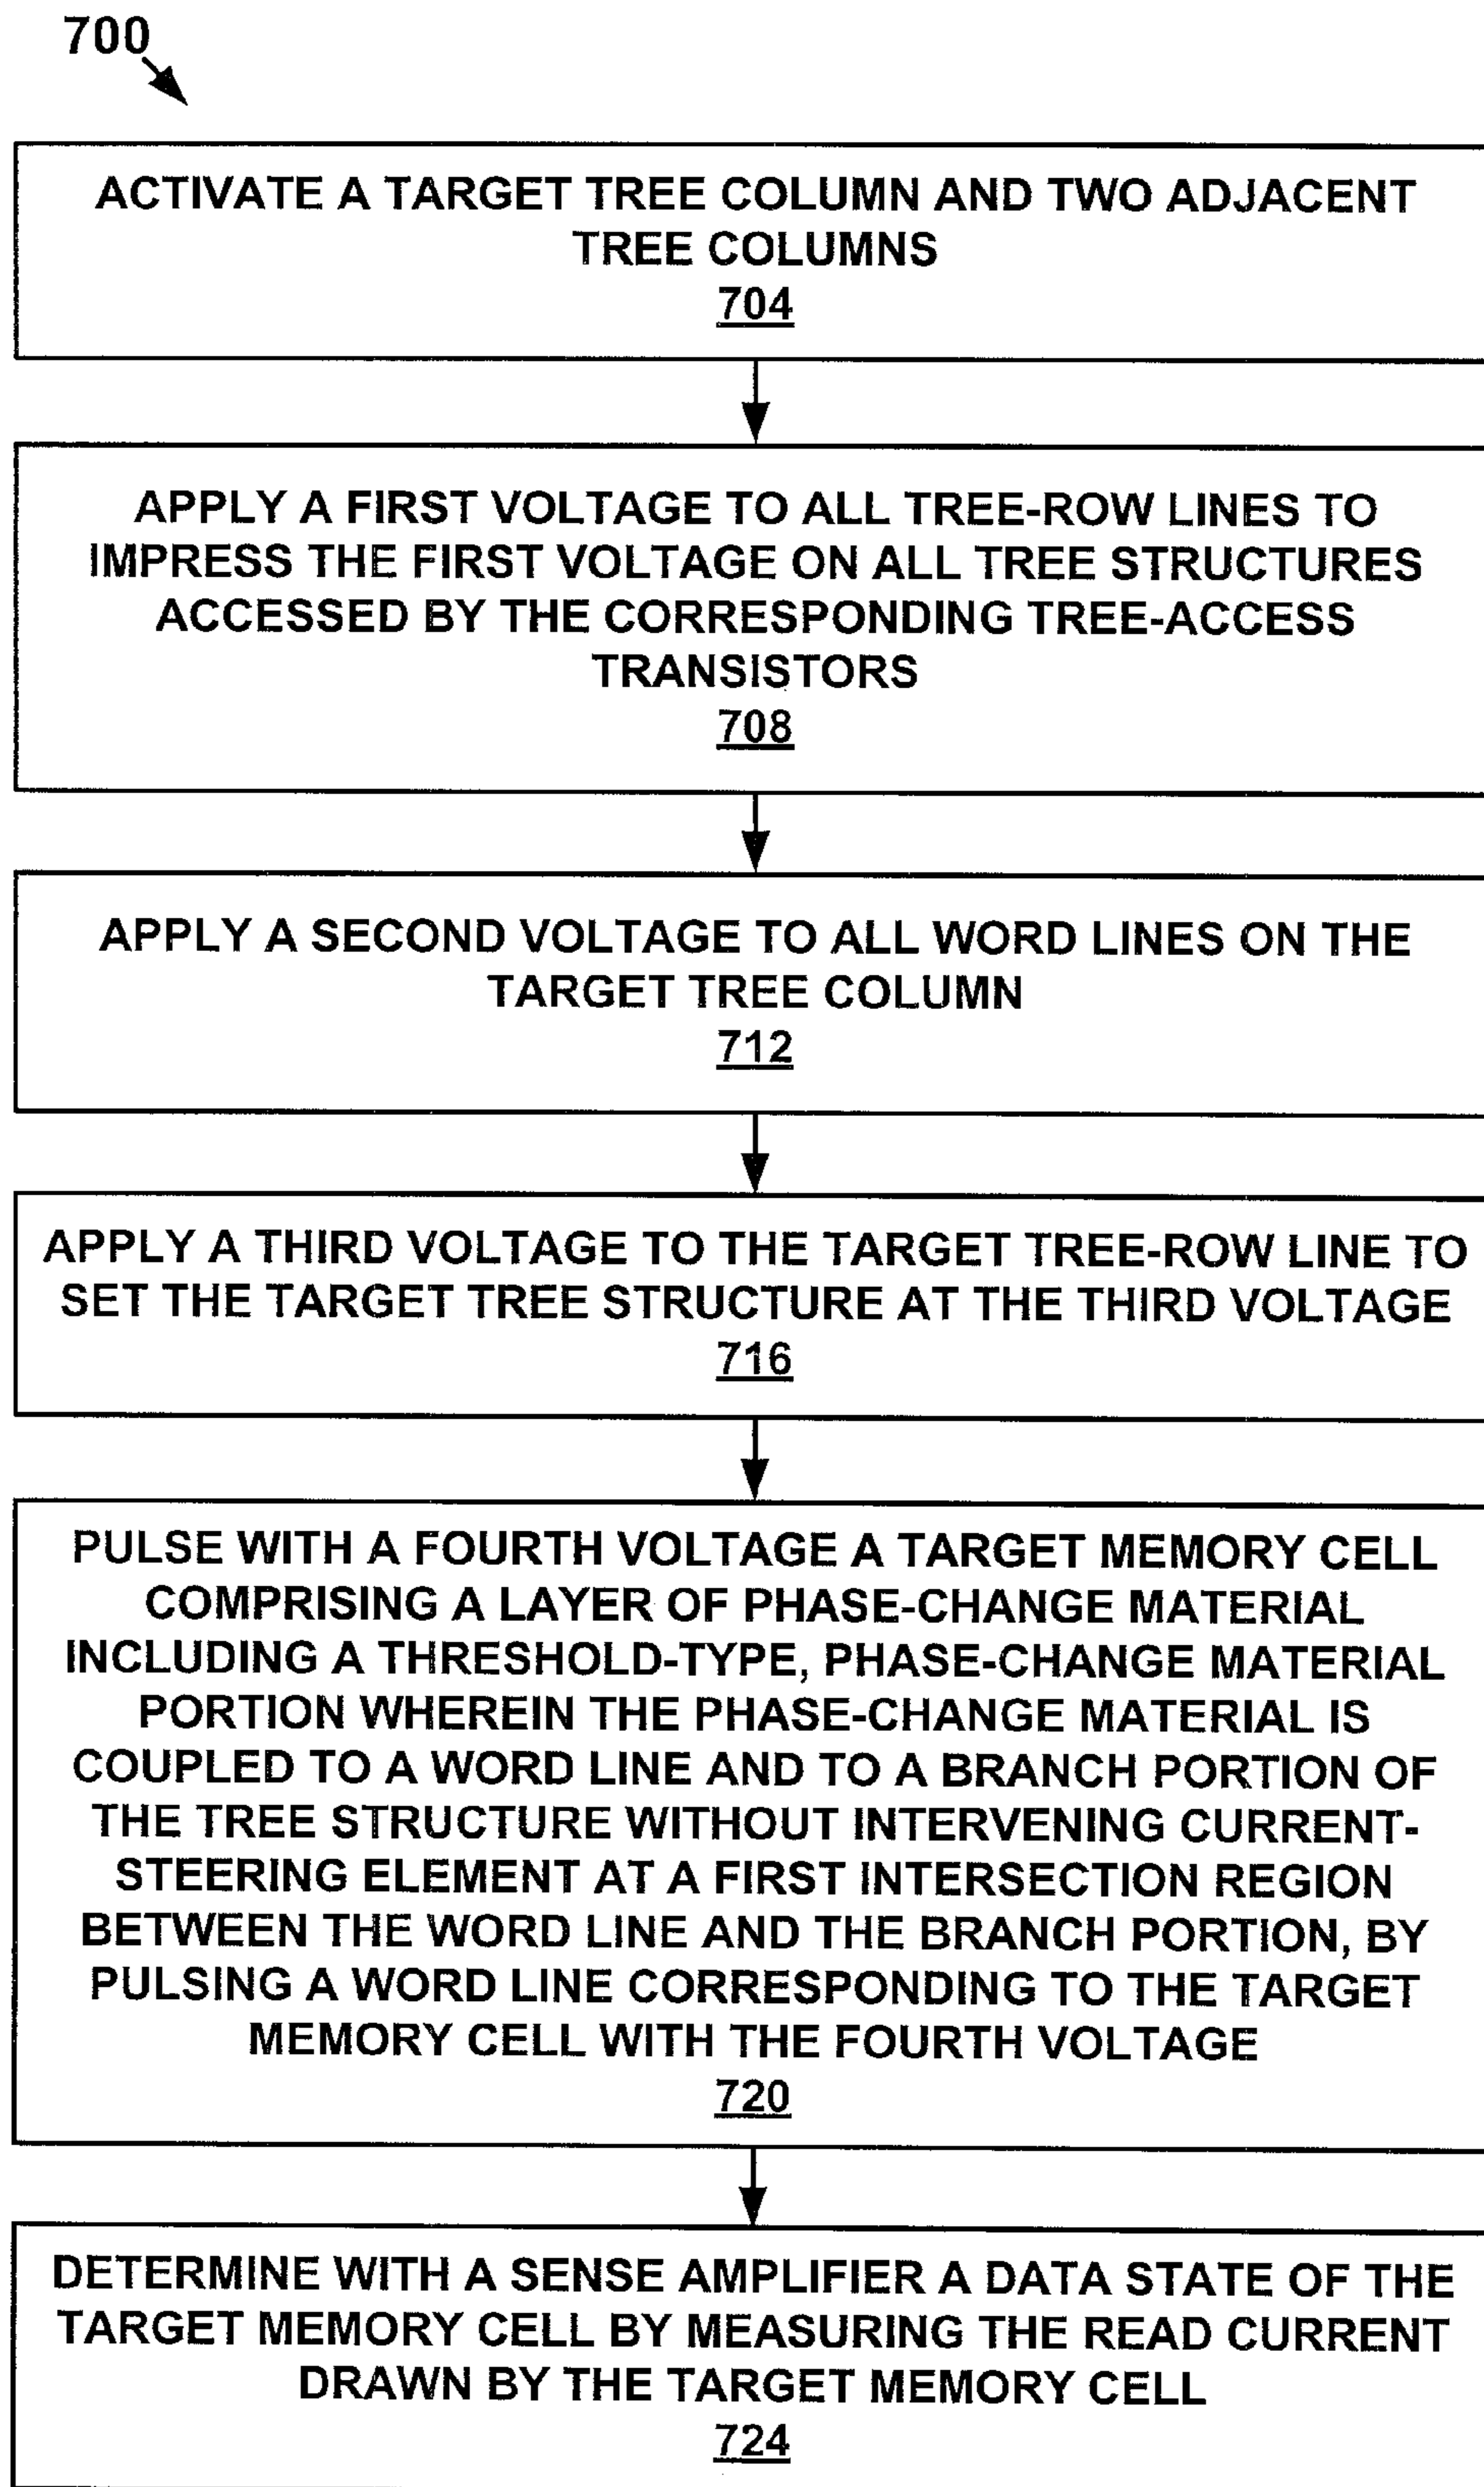 700
ACTIVATE A TARGET TREE COLUMN AND TWO ADJACENT
TREE COLUMNS
704
APPLY A FIRST VOLTAGE TO ALL TREE-ROW LINES TO
IMPRESS THE FIRST VOLTAGE ON ALL TREE STRUCTURES
ACCESSED BY THE CORRESPONDING TREE-ACCESS
TRANSISTORS
708
APPLY A SECOND VOLTAGE TO ALL WORD LINES ON THE
TARGET TREE COLUMN
712
APPLY A THIRD VOLTAGE TO THE TARGET TREE-ROW LINE TO
SET THE TARGET TREE STRUCTURE AT THE THIRD VOLTAGE
716
PULSE WITH A FOURTH VOLTAGE A TARGET MEMORY CELL
COMPRISING A LAYER OF PHASE-CHANGE MATERIAL
INCLUDING A THRESHOLD-TYPE, PHASE-CHANGE MATERIAL
PORTION WHEREIN THE PHASE-CHANGE MATERIAL IS
COUPLED TO A WORD LINE AND TO A BRANCH PORTION OF
THE TREE STRUCTURE WITHOUT INTERVENING CURRENT-
STEERING ELEMENT AT A FIRST INTERSECTION REGION
BETWEEN THE WORD LINE AND THE BRANCH PORTION, BY
PULSING A WORD LINE CORRESPONDING TO THE TARGET
MEMORY CELL WITH THE FOURTH VOLTAGE
720
DETERMINE WITH A SENSE AMPLIFIER A DATA STATE OF THE
TARGET MEMORY CELL BY MEASURING THE READ CURRENT
DRAWN BY THE TARGET MEMORY CELL
724